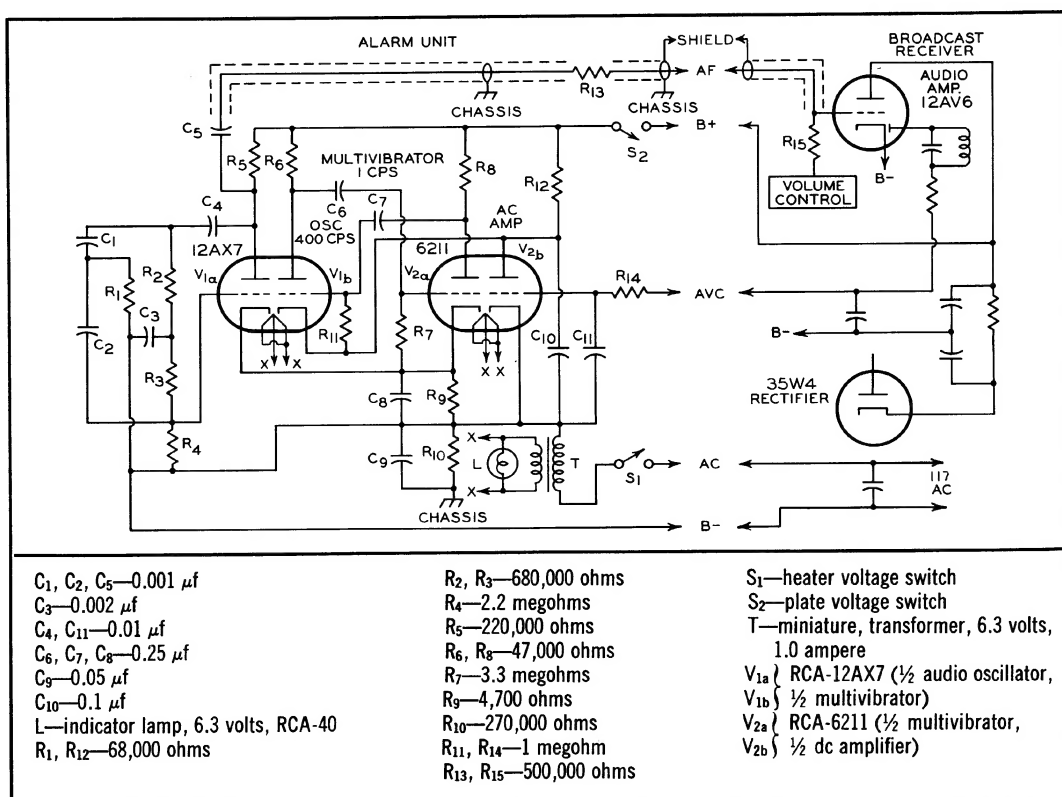 ALARM UNIT
SHIELD
BROADCAST
RECEIVER
AF
AUDIO
AMP.
12AV6
R13
CHASSIS
CHASSIS
C5
R5
R6
MULTIVIBRATOR
1 CPS
R8
S2
B+
R15
B-
VOLUME
CONTROL
R12
C4
C6
C7
OSC
400 CPS
AC
AMP
C1
12AX7
6211
V1a
V1b
V2a
V2b
R1
R2
R14
AVC
C3
C2
R11
R7
C10
C11
B-
X X
X X
R3
C8
R9
35W4
RECTIFIER
R4
C9
R10
X
L
T
S1
AC
117
AC
X
CHASSIS
B-
C1, C2, C5—0.001 μf
C3—0.002 μf
C4, C11—0.01 μf
C6, C7, C8—0.25 μf
C9—0.05 μf
C10—0.1 μf
L—indicator lamp, 6.3 volts, RCA-40
R1, R12—68,000 ohms
R2, R3—680,000 ohms
R4—2.2 megohms
R5—220,000 ohms
R6, R8—47,000 ohms
R7—3.3 megohms
R9—4,700 ohms
R10—270,000 ohms
R11, R14—1 megohm
R13, R15—500,000 ohms
S1—heater voltage switch
S2—plate voltage switch
T—miniature, transformer, 6.3 volts,
1.0 ampere
V1a } RCA-12AX7 (½ audio oscillator,
V1b } ½ multivibrator)
V2a } RCA-6211 (½ multivibrator,
V2b } ½ dc amplifier)